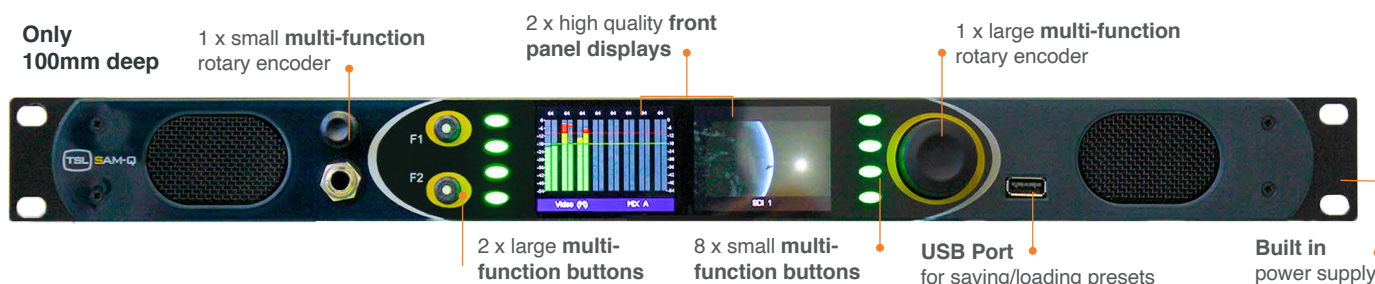 Only
100mm deep
1 x small multi-function
rotary encoder
2 x high quality front
panel displays
1 x large multi-function
rotary encoder
TSL SAM-Q
F1
F2
Video (M)
MIX A
SDI 1
2 x large multi-
function buttons
8 x small multi-
function buttons
USB Port
for saving/loading presets
Built in
power supply